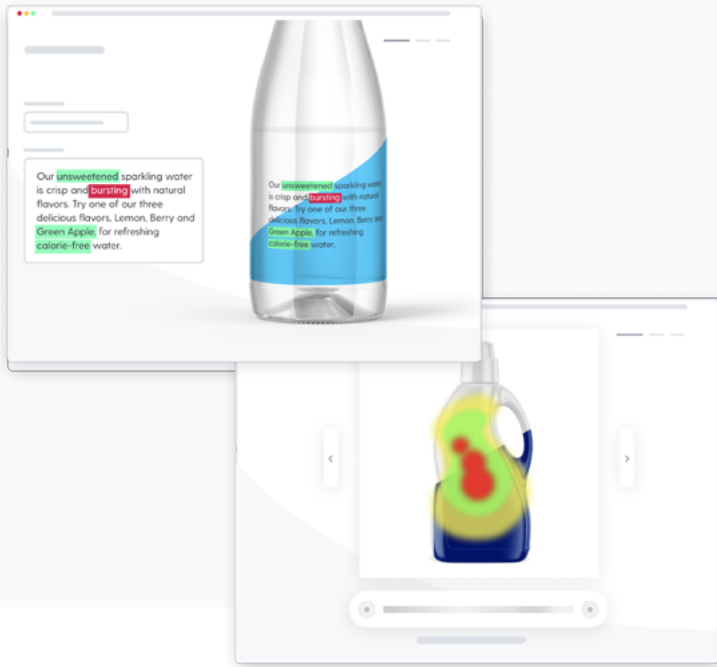 Our unsweetened sparkling water
is crisp and bursting with natural
flavors. Try one of our three
delicious flavors, Lemon, Berry and
Green Apple, for refreshing
calorie-free water.
Our unsweetened sparkling water
is crisp and bursting with natural
flavors. Try one of our three
delicious flavors, Lemon, Berry and
Green Apple, for refreshing
calorie-free water.